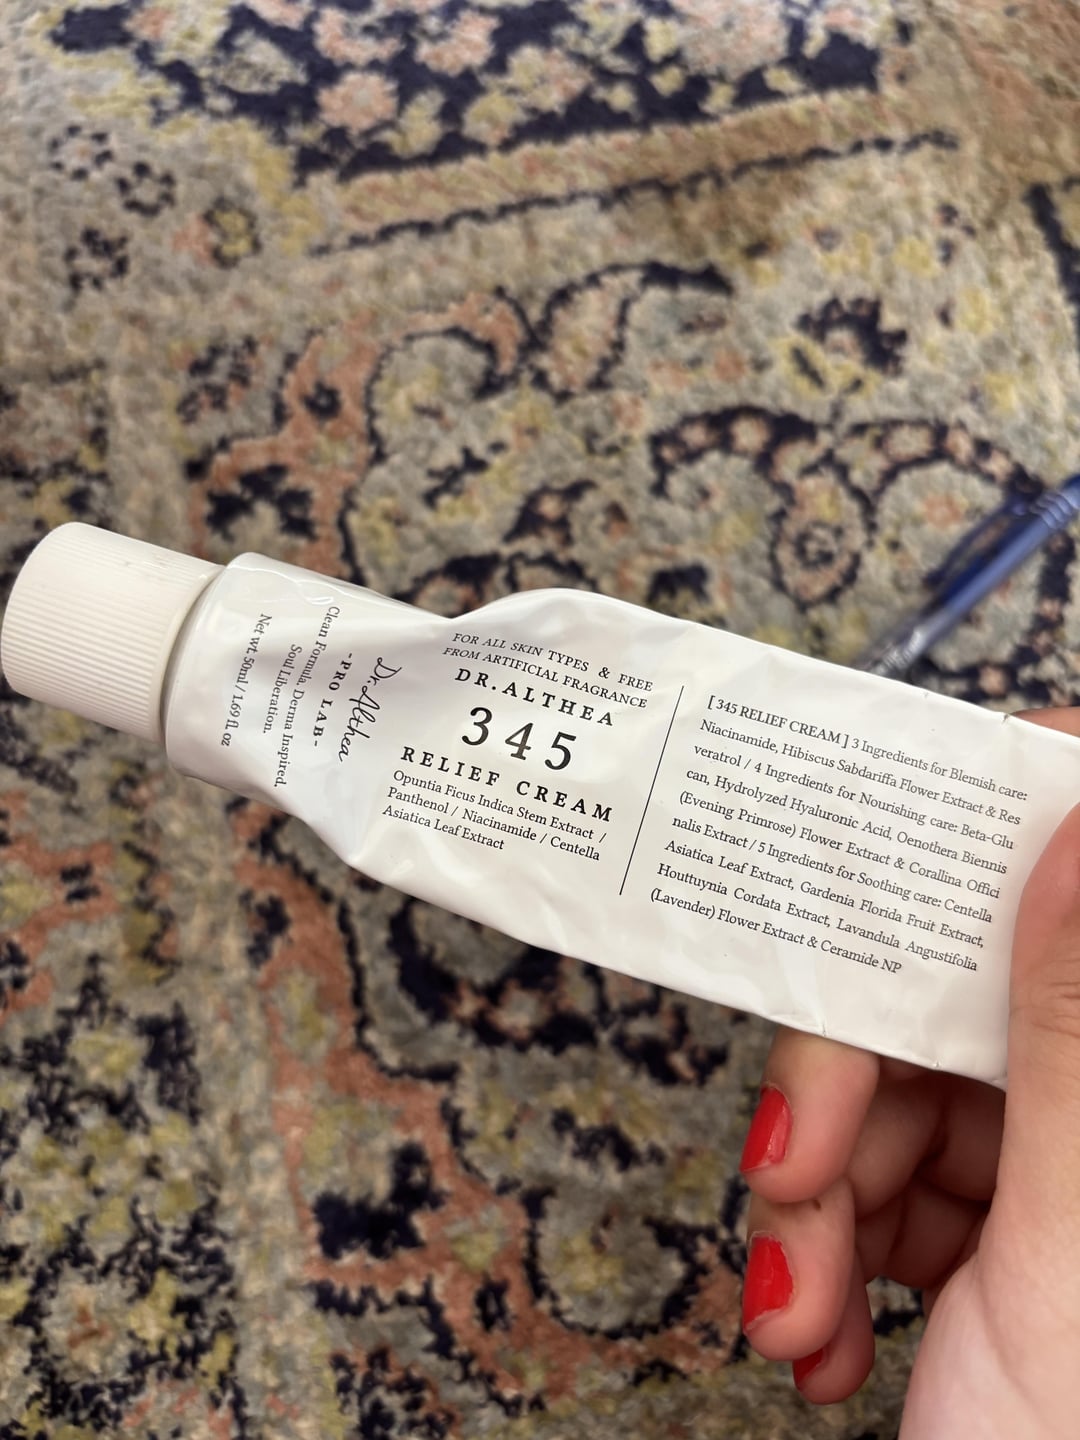 Net wt. 50ml / 1.69 fl. oz
Clean Formula, Derma Inspired,
Soul Liberation.
- PRO LAB -
Dr.Althea
FOR ALL SKIN TYPES & FREE
FROM ARTIFICIAL FRAGRANCE
DR.ALTHEA
345
RELIEF CREAM
Opuntia Ficus Indica Stem Extract /
Panthenol / Niacinamide / Centella
Asiatica Leaf Extract
[ 345 RELIEF CREAM ] 3 Ingredients for Blemish care:
Niacinamide, Hibiscus Sabdariffa Flower Extract & Res
veratrol / 4 Ingredients for Nourishing care: Beta-Glu
can, Hydrolyzed Hyaluronic Acid, Oenothera Biennis
(Evening Primrose) Flower Extract & Corallina Offici
nalis Extract / 5 Ingredients for Soothing care: Centella
Asiatica Leaf Extract, Gardenia Florida Fruit Extract,
Houttuynia Cordata Extract, Lavandula Angustifolia
(Lavender) Flower Extract & Ceramide NP